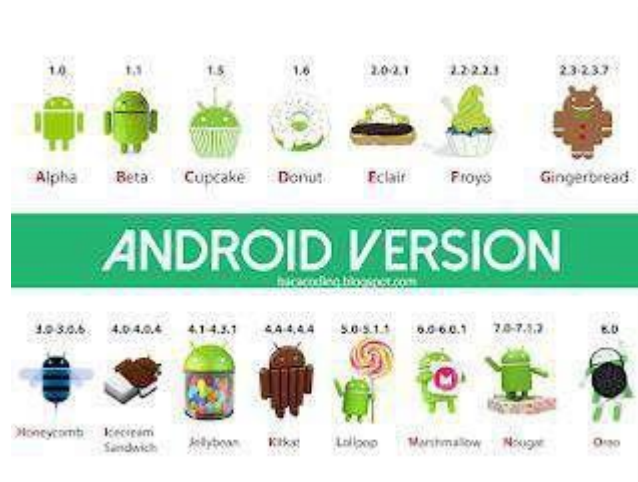 1.0 1.1 1.5 1.6 2.0-2.1 2.2-2.2.3 2.3-2.3.7
Alpha Beta Cupcake Donut Eclair Froyo Gingerbread
ANDROID VERSION
bacacoding.blogspot.com
3.0-3.0.6 4.0-4.0.4 4.1-4.3.1 4.4-4.4.4 5.0-5.1.1 6.0-6.0.1 7.0-7.1.2 8.0
Honeycomb Icecream Jellybean Kitkat Lollpop Marshmallow Nougat Oreo
Sandwich